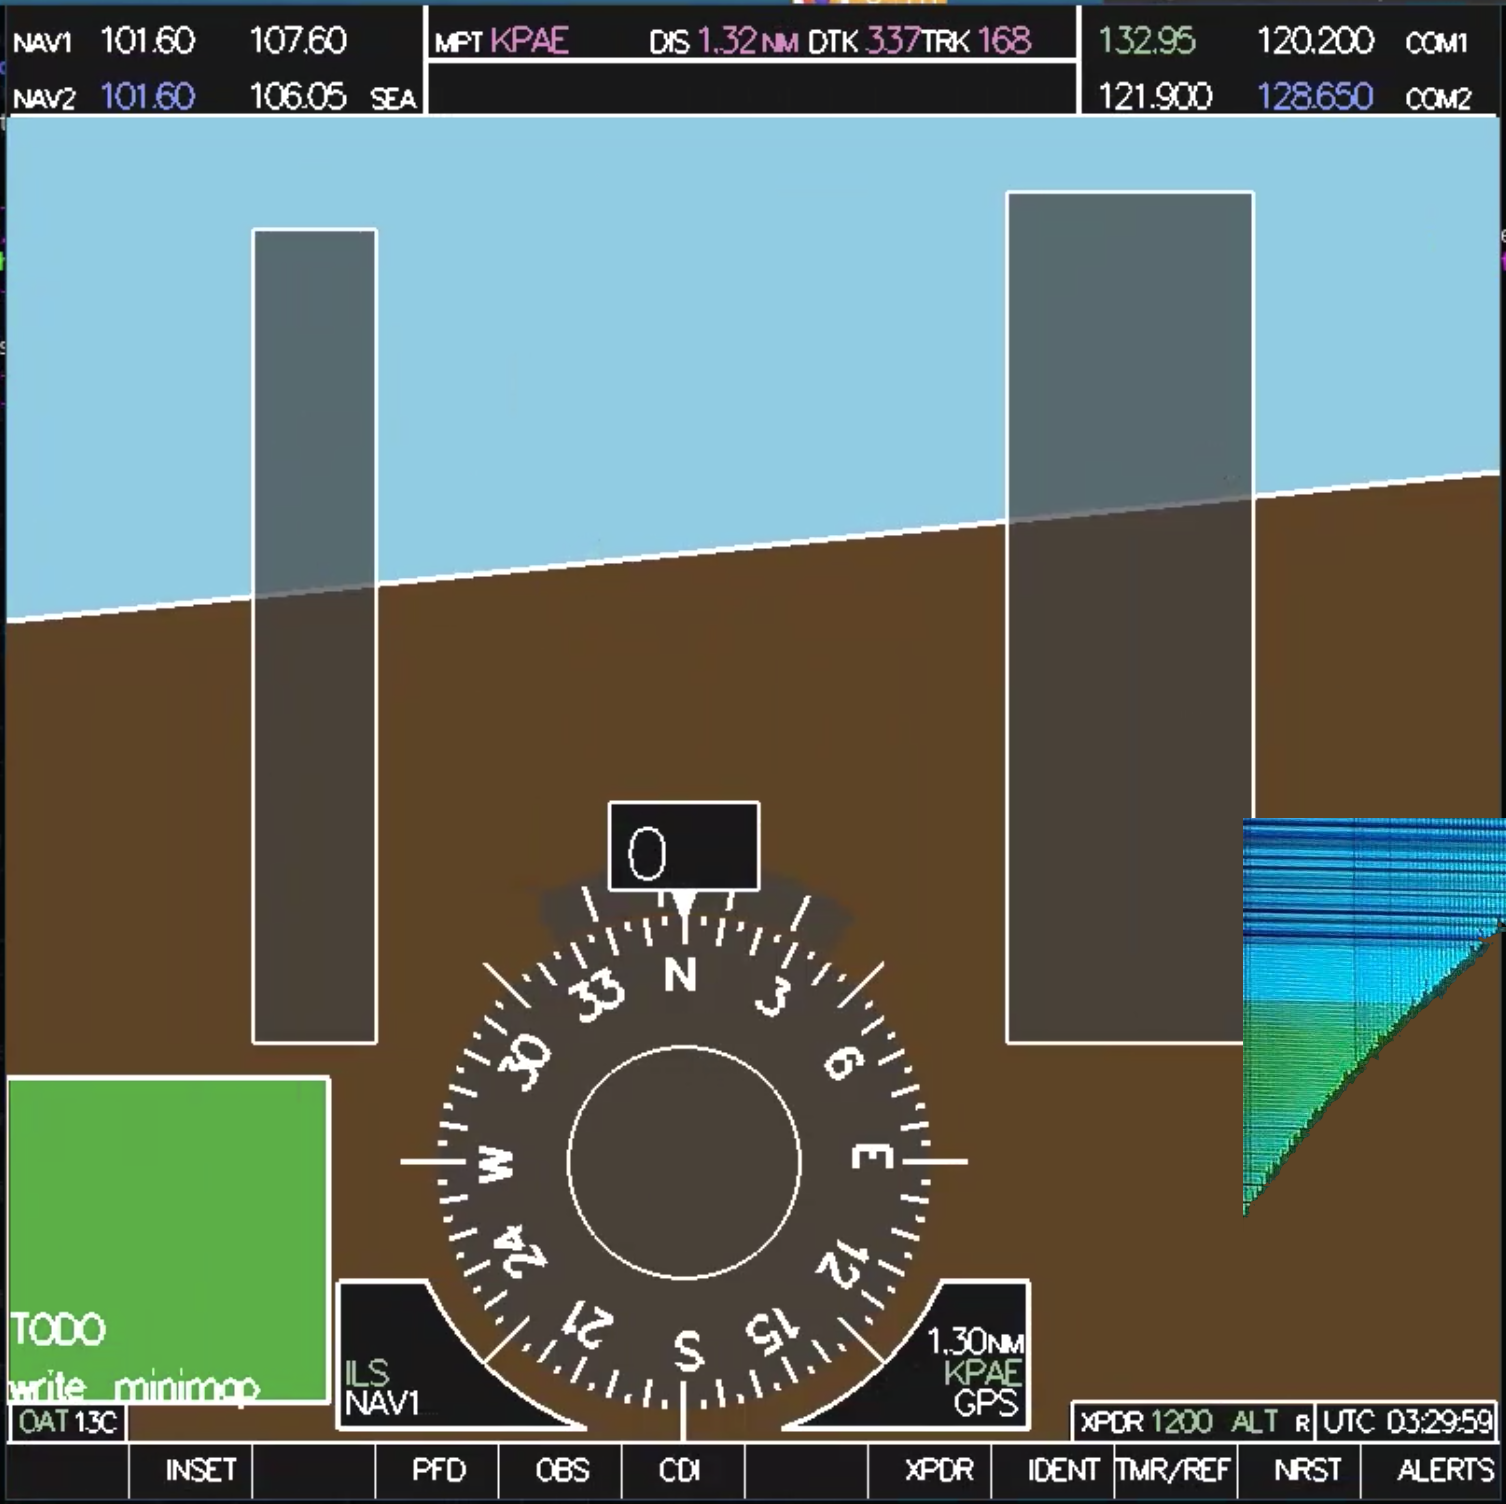 NAV1 101.60 107.60
MPT KPAE DIS 1.32NM DTK 337TRK 168
132.95 120.200 COM1
NAV2 101.60 106.05 SEA
121.900 128.650 COM2
0
N
33 3
30 6
W E
24 12
21 15
S
TODO
write minimap
ILS
NAV1
1.30NM
KPAE
GPS
OAT 13C
XPDR 1200 ALT R UTC 03:29:59
INSET PFD OBS CDI XPDR IDENT TMR/REF NRST ALERTS